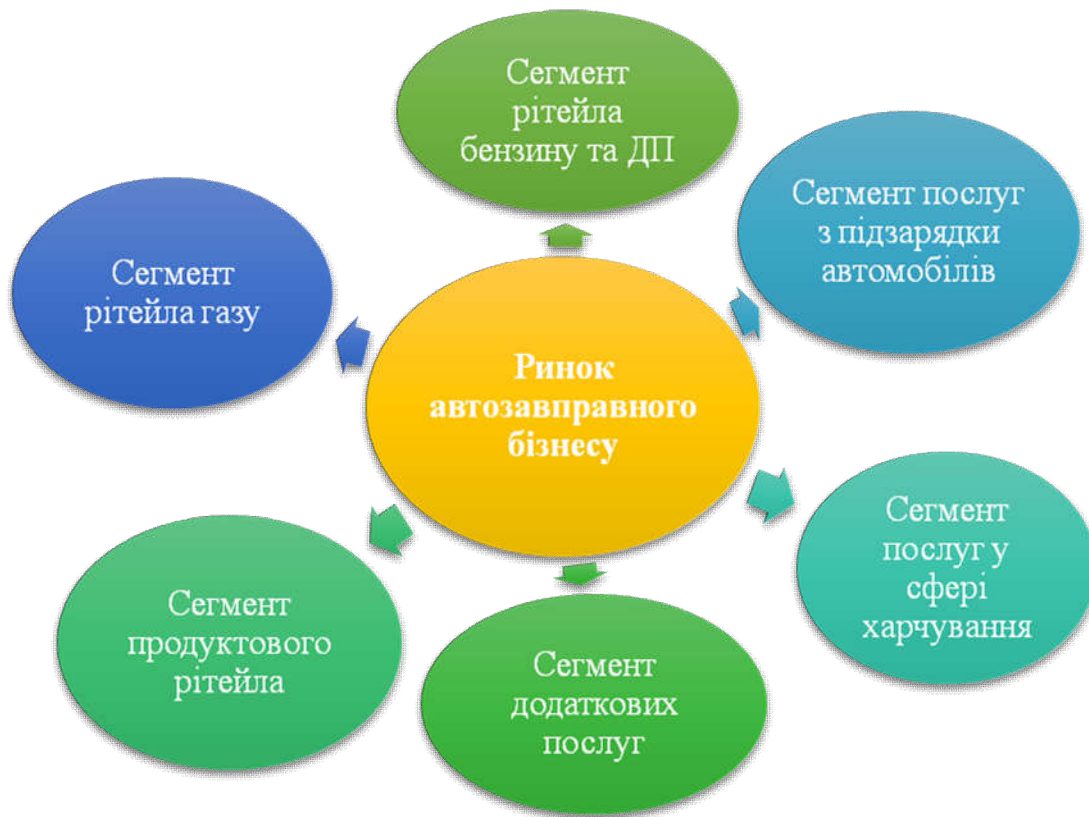 Сегмент
рітейла
бензину та ДП
Сегмент послуг
з підзарядки
автомобілів
Сегмент
рітейла газу
Ринок
автозавправного
бізнесу
Сегмент
послуг у
сфері
харчування
Сегмент
продуктового
рітейла
Сегмент
додаткових
послуг